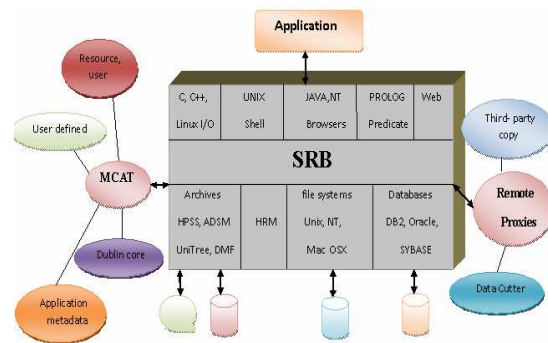 Application
Resource,
user
User defined
MCAT
Dublin core
Application
metadata
C, C++,
Linux I/O
UNIX
Shell
JAVA,NT
Browsers
PROLOG
Predicate
Web
SRB
Archives
HPSS, ADSM
UniTree, DMF
HRM
file systems
Unix, NT,
Mac OSX
Databases
DB2, Oracle,
SYBASE
Third- party
copy
Remote
Proxies
Data Cutter